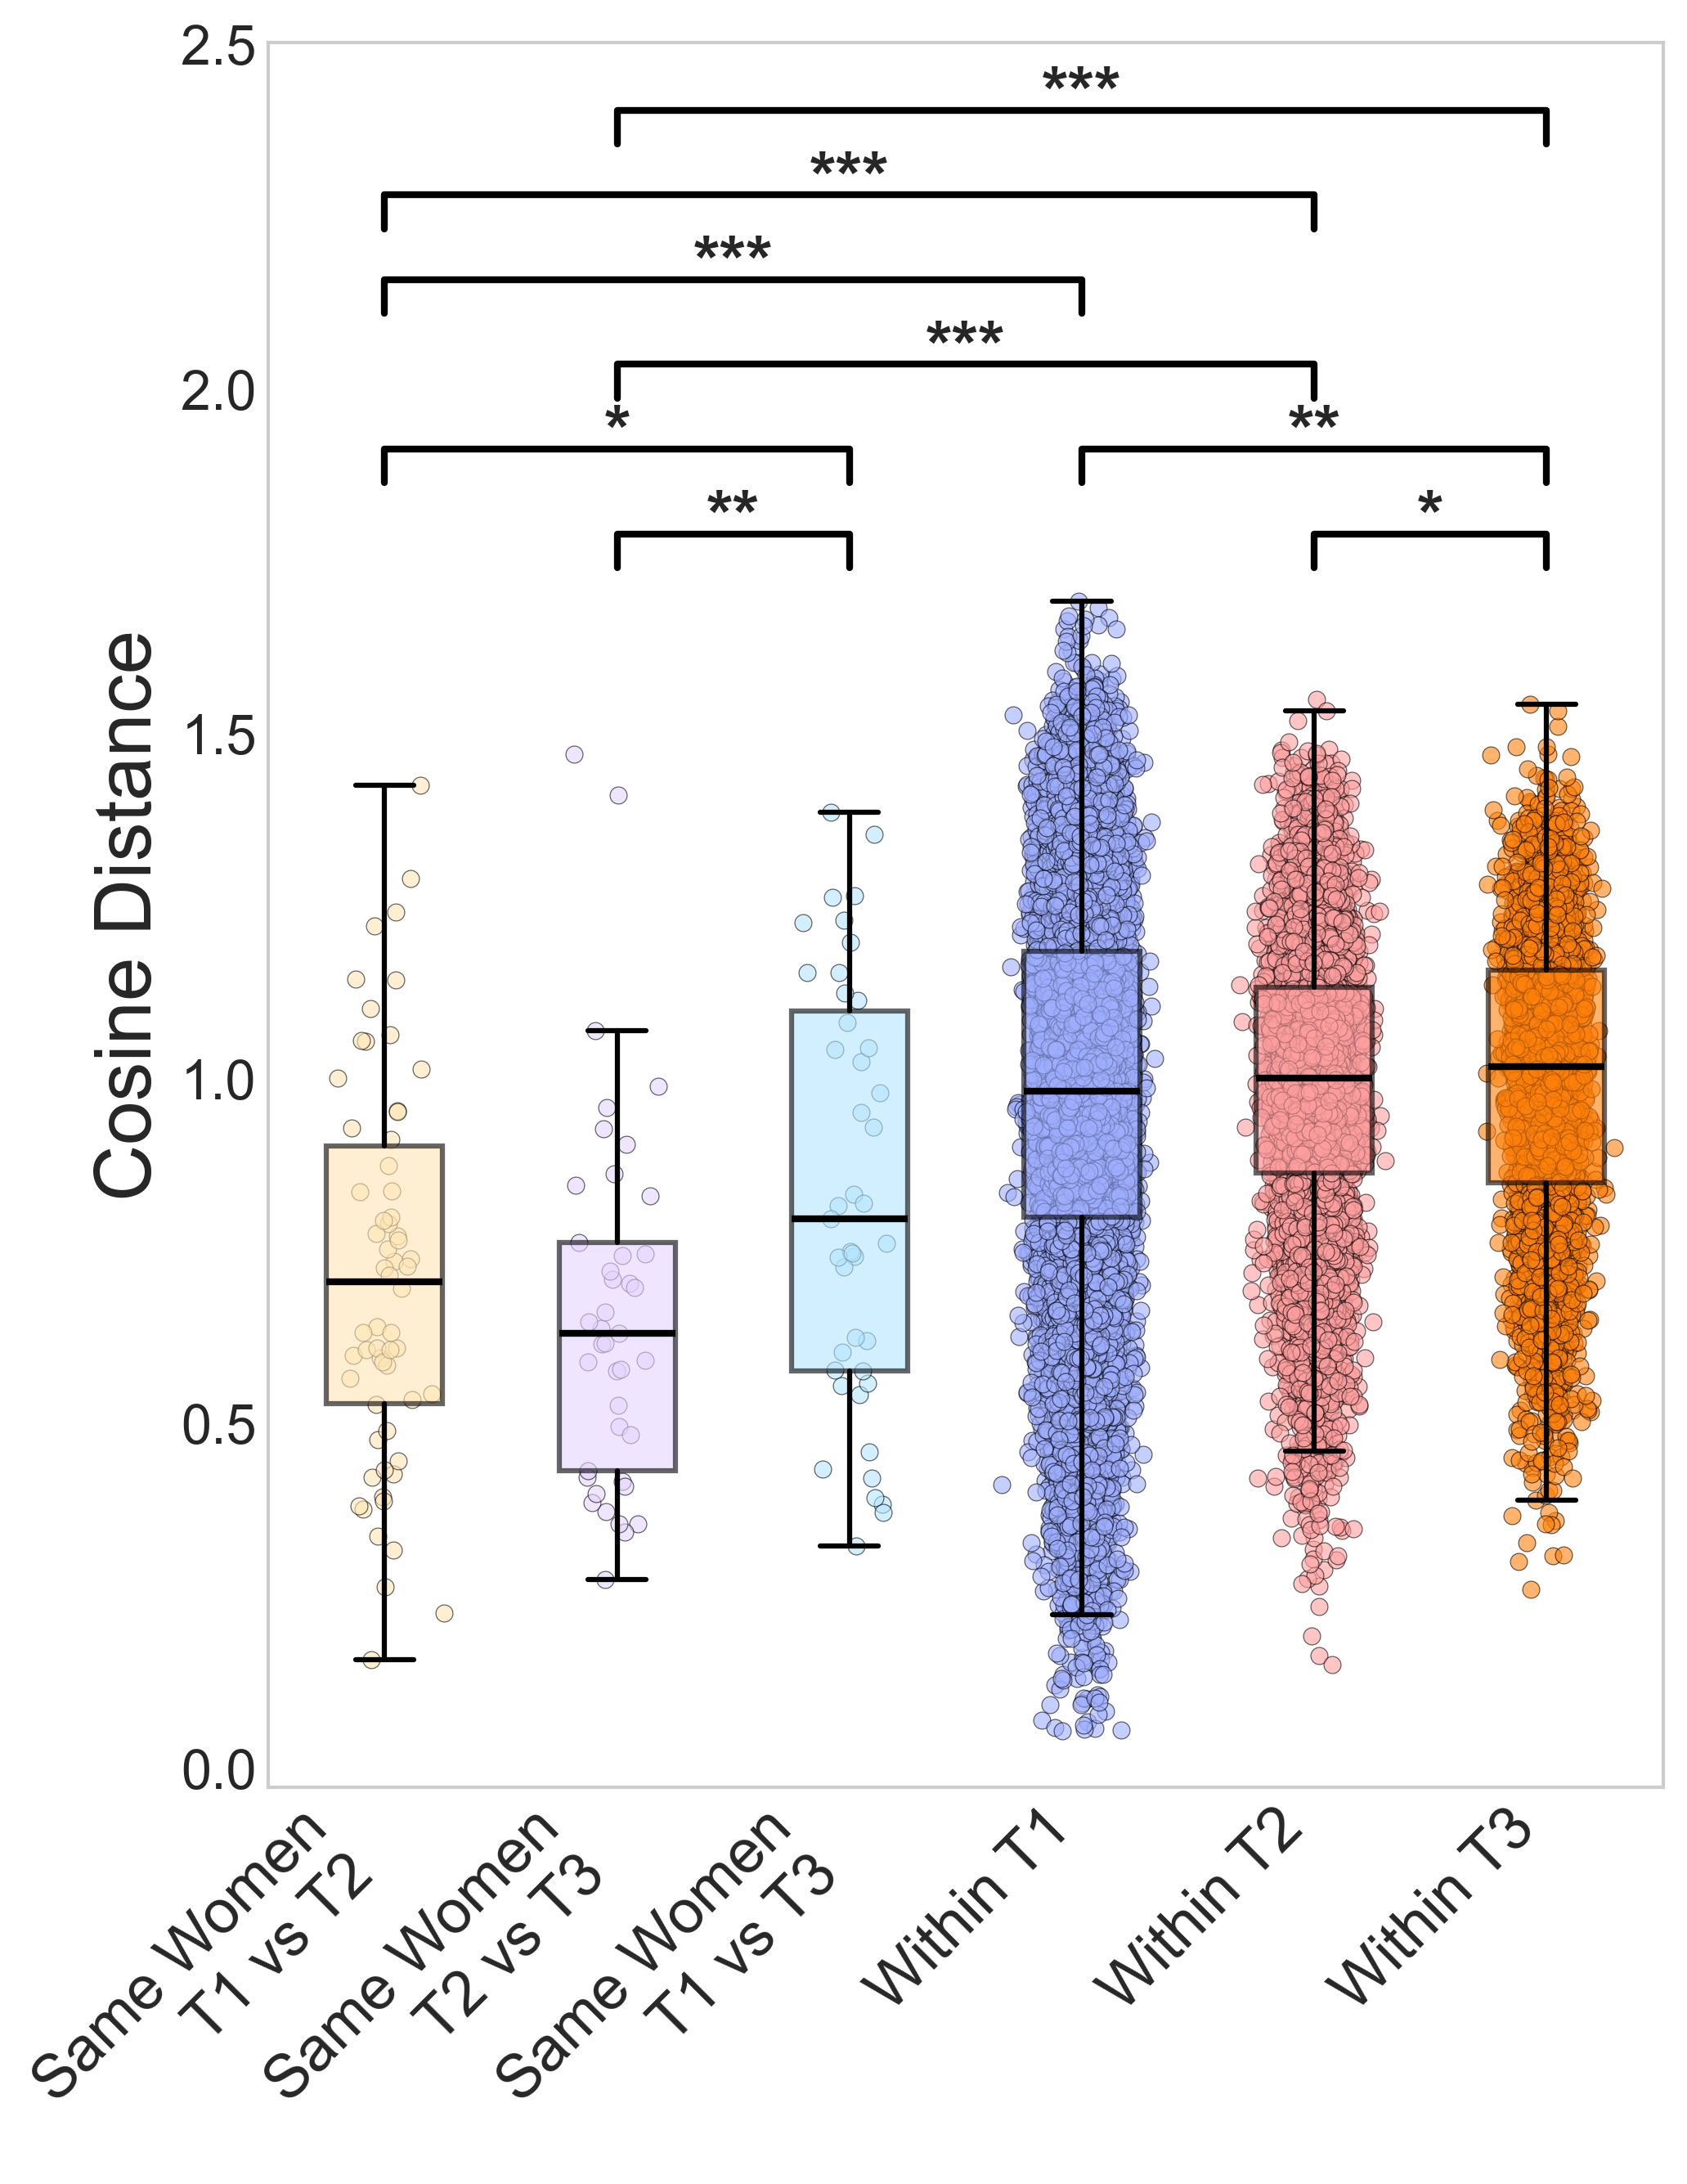 2.5
2.0
1.5
1.0
0.5
0.0
Cosine Distance
***
***
***
***
*
**
**
*
Same Women
T1 vs T2
Same Women
T2 vs T3
Same Women
T1 vs T3
Within T1
Within T2
Within T3